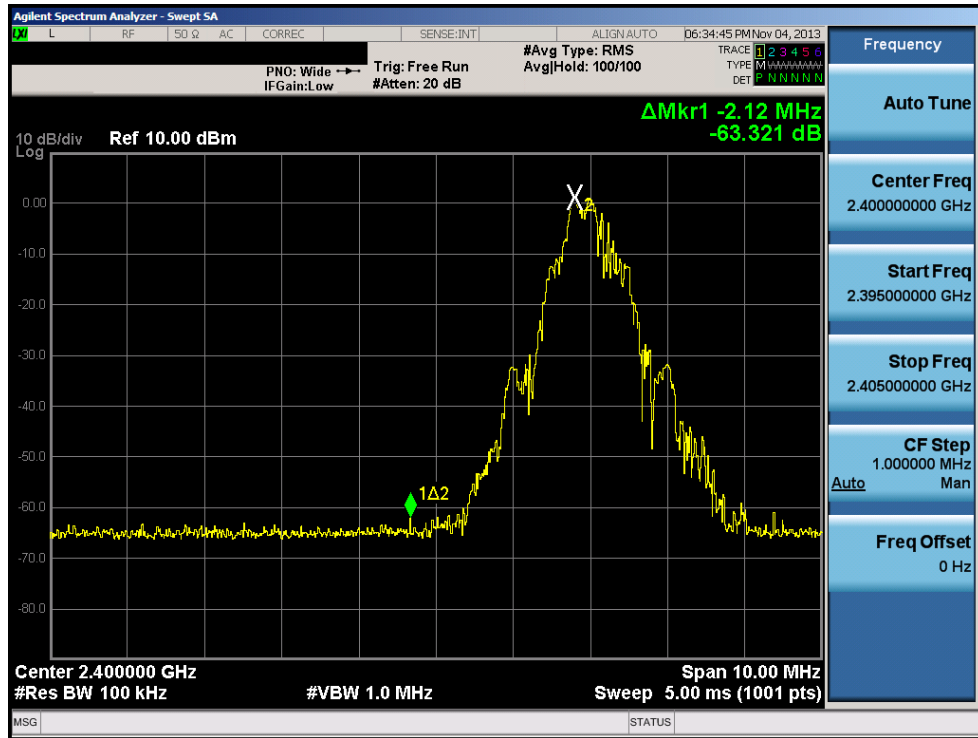 Agilent Spectrum Analyzer - Swept SA
LXI L RF 50 Ω AC CORREC SENSE:INT ALIGN AUTO 06:34:45 PM Nov 04, 2013
PNO: Wide
IFGain:Low
Trig: Free Run
#Atten: 20 dB
#Avg Type: RMS
Avg|Hold: 100/100
TRACE 1 2 3 4 5 6
TYPE M WWWWW
DET P N N N N N
ΔMkr1 -2.12 MHz
-63.321 dB
10 dB/div Ref 10.00 dBm
Log
0.00
-10.0
-20.0
-30.0
-40.0
-50.0
-60.0
-70.0
-80.0
X2
1Δ2
Center 2.400000 GHz Span 10.00 MHz
#Res BW 100 kHz #VBW 1.0 MHz Sweep 5.00 ms (1001 pts)
MSG STATUS
Frequency
Auto Tune
Center Freq
2.400000000 GHz
Start Freq
2.395000000 GHz
Stop Freq
2.405000000 GHz
CF Step
1.000000 MHz
Auto Man
Freq Offset
0 Hz